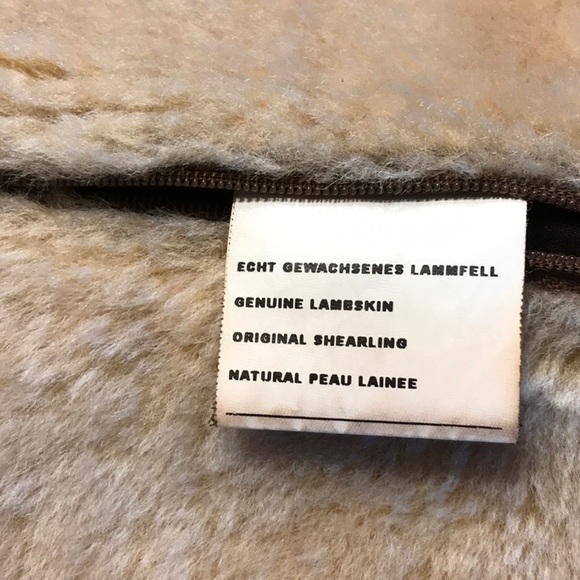 ECHT GEWACHSENES LAMMFELL
GENUINE LAMBSKIN
ORIGINAL SHEARLING
NATURAL PEAU LAINEE